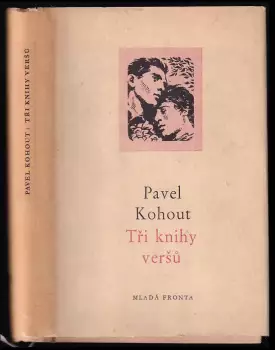 PAVEL KOHOUT : TŘI KNIHY VERŠŮ
Pavel
Kohout
Tři knihy
veršů
MLADÁ FRONTA